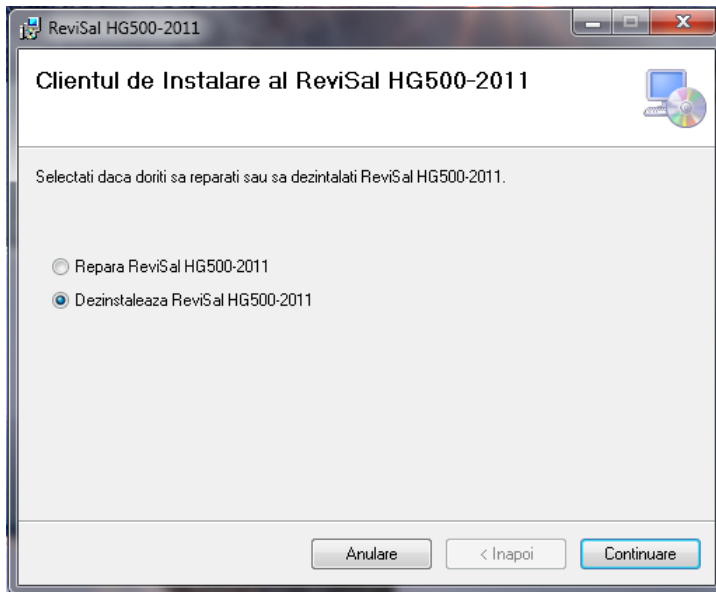 ReviSal HG500-2011
Clientul de Instalare al ReviSal HG500-2011
Selectati daca doriti sa reparati sau sa dezintalati ReviSal HG500-2011.
Repara ReviSal HG500-2011
Dezinstaleaza ReviSal HG500-2011
Anulare
< Inapoi
Continuare